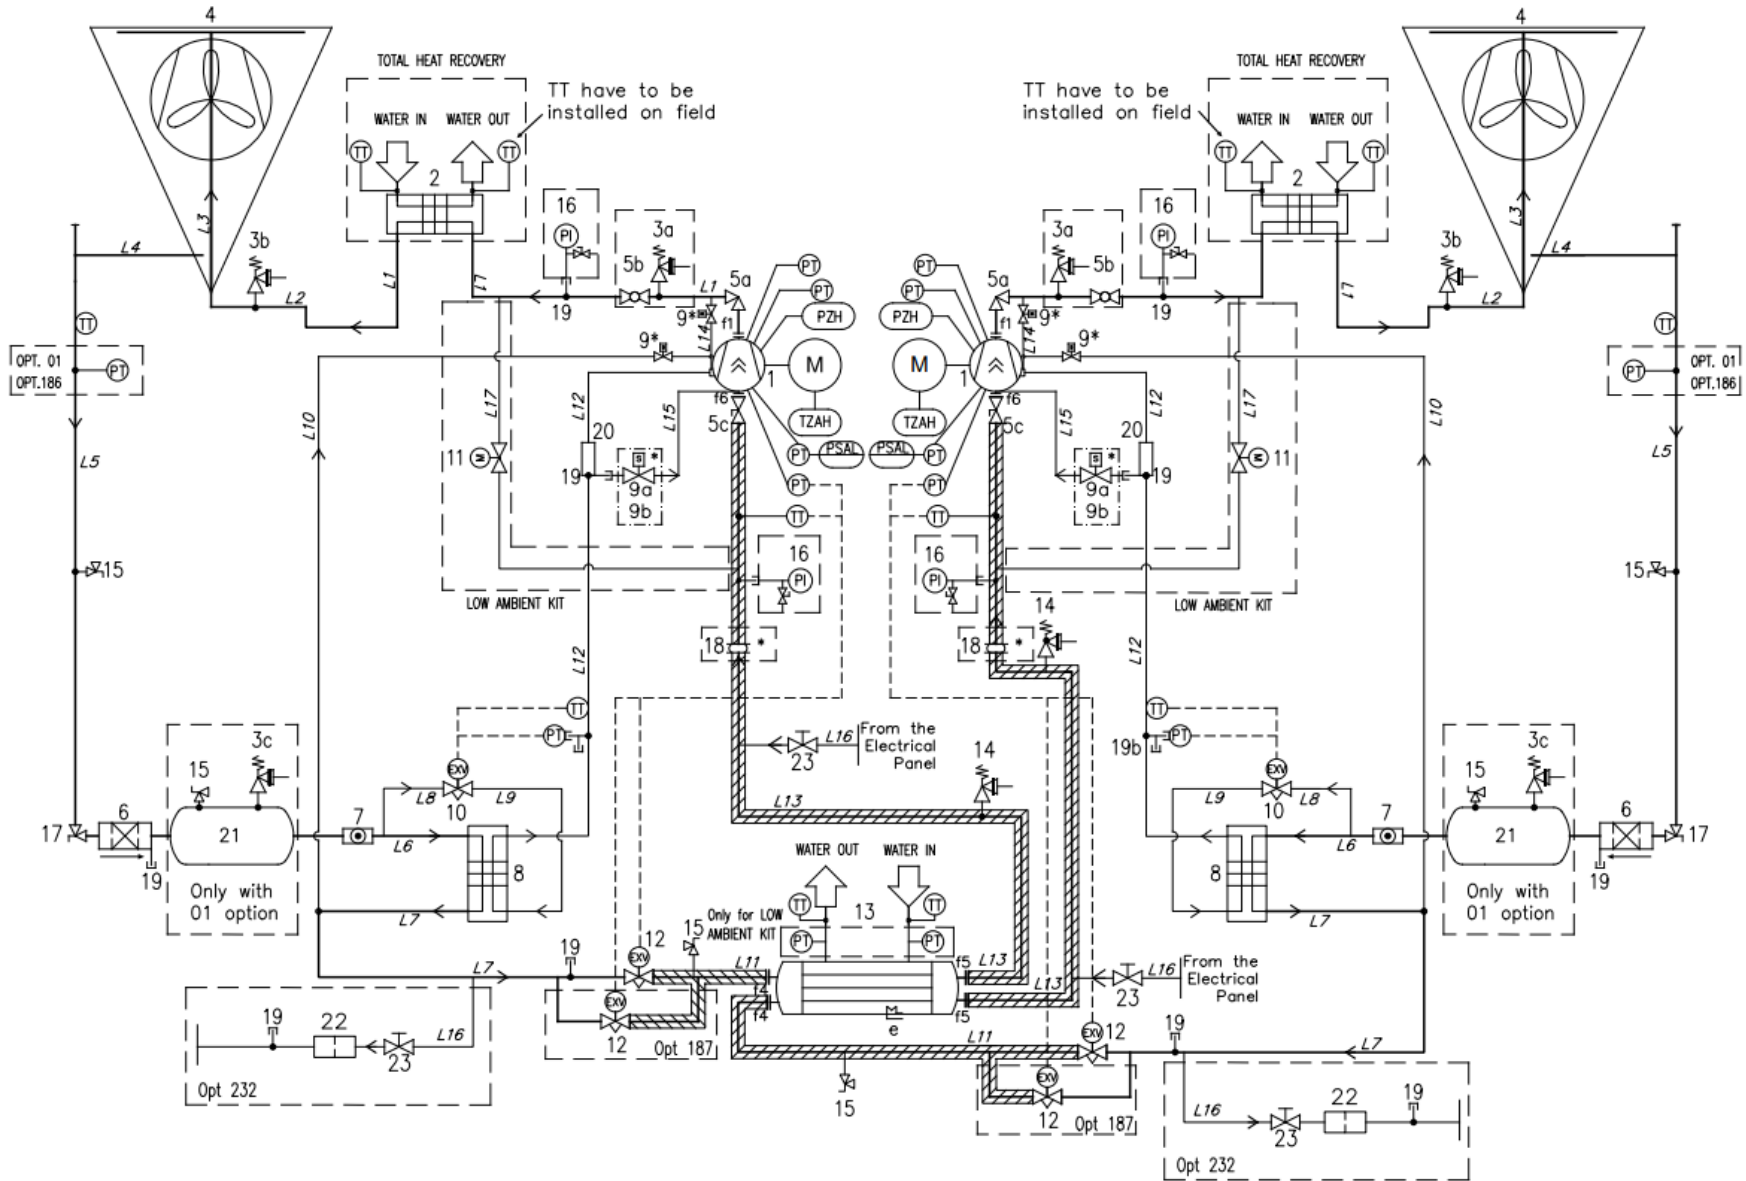 4
4
TOTAL HEAT RECOVERY
TOTAL HEAT RECOVERY
TT have to be
installed on field
TT have to be
installed on field
WATER IN
WATER OUT
WATER IN
WATER OUT
TT
TT
TT
TT
2
2
16
16
PI
PI
3a
5b
3a
5b
3b
3b
L3
L3
L4
L4
L1
L1
L1
L1
L2
L2
5a
5a
PT
PT
PT
PT
PZH
PZH
19
19
9*
9*
f1
f1
L14
L14
9*
9*
TT
TT
OPT. 01
OPT.186
PT
PT
OPT. 01
OPT.186
1
M
M
1
f6
f6
5c
5c
TZAH
TZAH
L17
L12
L15
L15
L12
L17
L10
L10
20
20
PT
PSAL
PSAL
PT
PT
PT
L5
L5
11
M
M
11
19
S
*
S
*
19
9a
9b
9a
9b
TT
TT
16
16
PI
PI
15
15
LOW AMBIENT KIT
LOW AMBIENT KIT
14
18
*
18
*
L12
L12
TT
TT
PT
19b
PT
From the
Electrical
Panel
L16
23
3c
3c
15
15
EXV
EXV
14
L8
L9
L9
L8
10
10
L13
17
6
21
7
L6
8
8
L6
7
21
6
17
19
19
Only with
01 option
Only with
01 option
L7
L7
WATER OUT
WATER IN
Only for LOW
AMBIENT KIT
TT
TT
13
PT
PT
15
12
19
EXV
L7
L11
f4
f4
f5
f5
L13
L13
L16
23
From the
Electrical
Panel
EXV
12
Opt 187
e
L11
EXV
12
19
L7
19
22
23
L16
Opt 232
15
EXV
12
Opt 187
L16
23
22
19
Opt 232